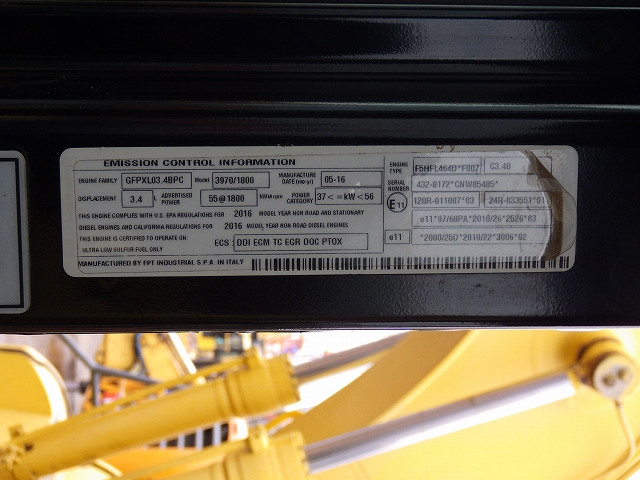 EMISSION CONTROL INFORMATION
ENGINE FAMILY GFPXL03.4BPC Model 3970/1800 MANUFACTURE DATE (mo-yr) 05-16
DISPLACEMENT 3.4 L ADVERTISED POWER 55@1800 kW/rpm POWER CATEGORY 37<=kW<56
THIS ENGINE COMPLIES WITH U.S. EPA REGULATIONS FOR 2016 MODEL YEAR NON ROAD AND STATIONARY
DIESEL ENGINES AND CALIFORNIA REGULATIONS FOR 2016 MODEL YEAR NON ROAD DIESEL ENGINES
THIS ENGINE IS CERTIFIED TO OPERATE ON:
ULTRA LOW SULFUR FUEL ONLY
ECS : DDI ECM TC EGR DOC PTOX
MANUFACTURED BY FPT INDUSTRIAL S.P.A. IN ITALY
ENGINE TYPE F5HFL464D*F007 C3.4B
SERIAL NUMBER 432-8172*CNW05485*
E11 120R-011007*03 24R-033551*01
e11*97/68PA*2010/26*2526*03
e11 *2000/25D*2010/22*3006*02